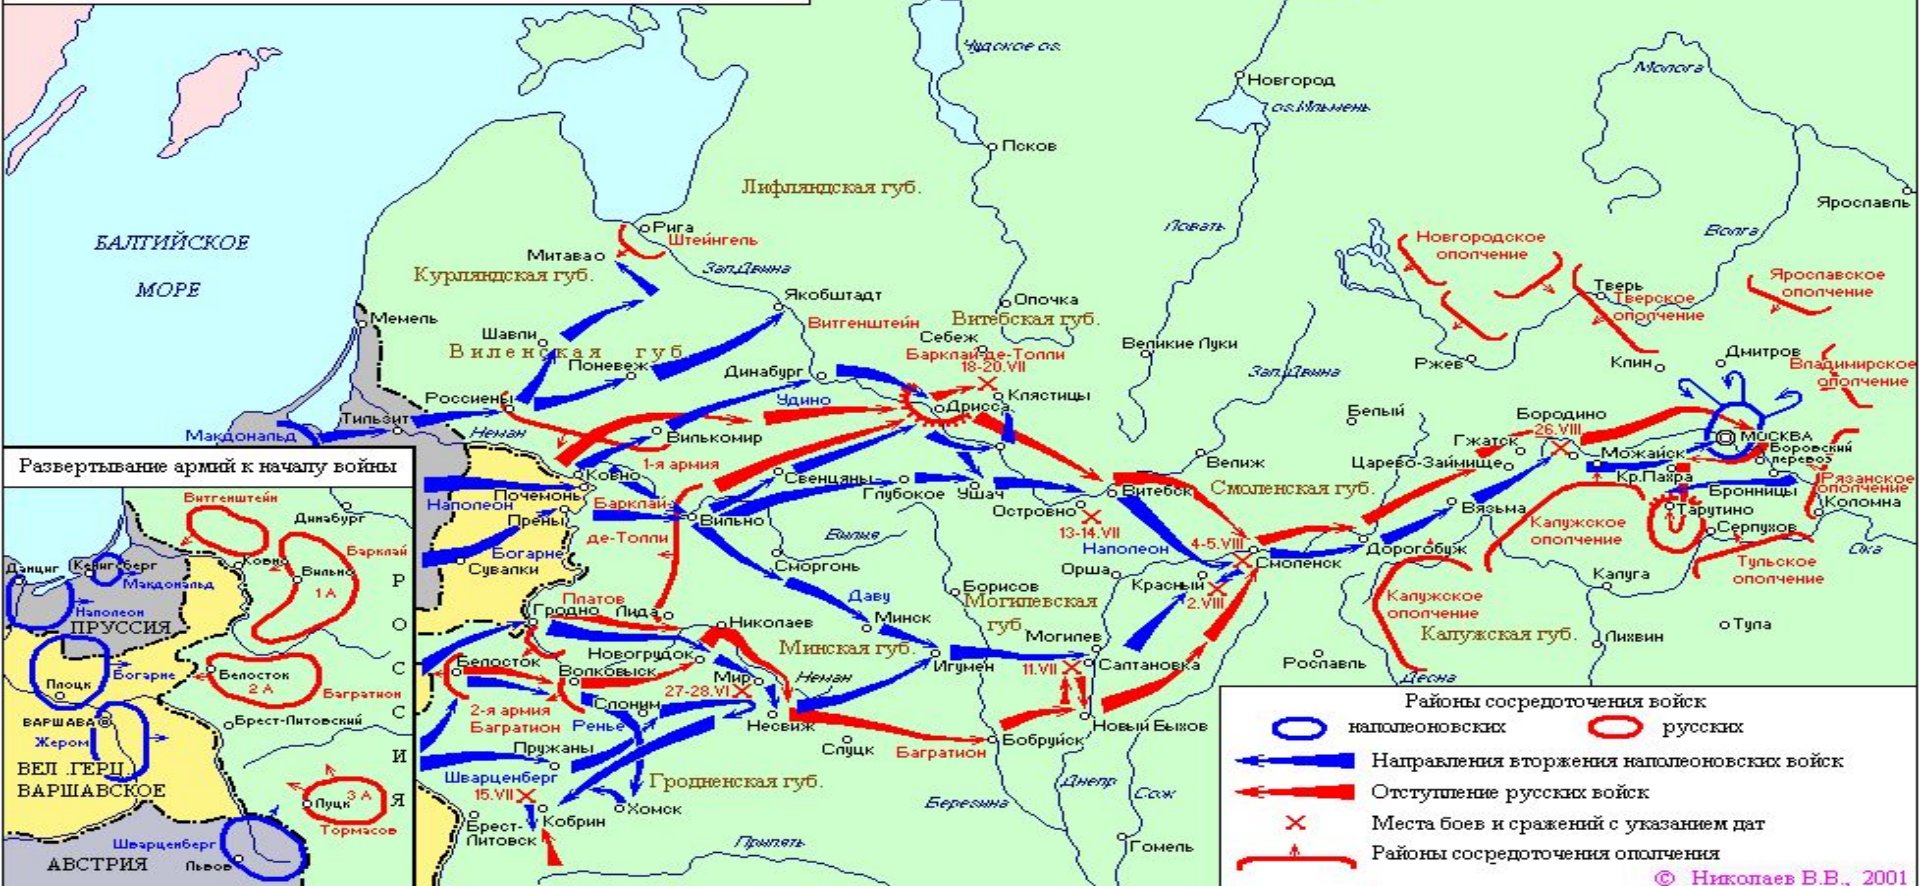 Чудское оз.
Новгород
оз.Ильмень
Молога
Псков
Лифляндская губ.
Ярославль
БАЛТИЙСКОЕ
МОРЕ
Рига
Штейнгель
Митава
Курляндская губ.
Зап.Двина
Ловать
Волга
Новгородское
ополчение
Тверь
Тверское
ополчение
Ярославское
ополчение
Якобштадт
Опочка
Витебская губ.
Мемель
Шавли
Виленская губ.
Витгенштейн
Себеж
Барклай-де-Толли
18-20.VII
Великие Луки
Поневеж
Динабург
Клястицы
Зап.Двина
Ржев
Клин
Дмитров
Владимирское
ополчение
Россиены
Удино
Дрисса
Белый
Бородино
26.VIII
Тильзит
Макдональд
Неман
Вилькомир
Гжатск
МОСКВА
Можайск
Боровский
перевоз
1-я армия
Ковно
Свенцяны
Глубокое
Ушач
Велиж
Царево-Займище
Кр.Пахра
Рязанское
ополчение
Наполеон
Почемонь
Прены
Барклай-
де-Толли
Вильно
Витебск
Смоленская губ.
Бронницы
Коломна
Островно
13-14.VII
Вязьма
Калужское
ополчение
Тарутино
Серпухов
Ока
Богарне
Сувалки
Вилия
Сморгонь
Наполеон
4-5.VIII
Смоленск
Дорогобуж
Тульское
ополчение
Орша
Красный
2.VIII
Калуга
Борисов
Могилевская
губ.
Калужское
ополчение
Калужская губ.
Платов
Гродно
Лида
Николаев
Даву
Минск
Минская губ.
Могилев
Лихвин
Тула
Новогрудок
Игумен
11.VII
Салтановка
Рославль
Белосток
Волковыск
Мир
27-28.VI
Неман
Десна
Слоним
Несвиж
2-я армия
Багратион
Ренье
Новый Быхов
Пружаны
Слуцк
Багратион
Бобруйск
Шварценберг
15.VII
Гродненская губ.
Днепр
Сож
Березина
Хомск
Кобрин
Брест-
Литовск
Припять
Гомель
Развертывание армий к началу войны
Витгенштейн
Динабург
Барклай
Данциг
Кенигсберг
Ковно
Вильно
Макдональд
1 А
Наполеон
ПРУССИЯ
РОССИЯ
Богарне
Белосток
2 А
Плоцк
Багратион
ВАРШАВА
Брест-Литовский
Жером
ВЕЛ .ГЕРЦ.
ВАРШАВСКОЕ
Луцк
3 А
Тормасов
Шварценберг
АВСТРИЯ
Львов
Районы сосредоточения войск
наполеоновских
русских
Направления вторжения наполеоновских войск
Отступление русских войск
Места боев и сражений с указанием дат
Районы сосредоточения ополчения
© Николаев В.В., 2001